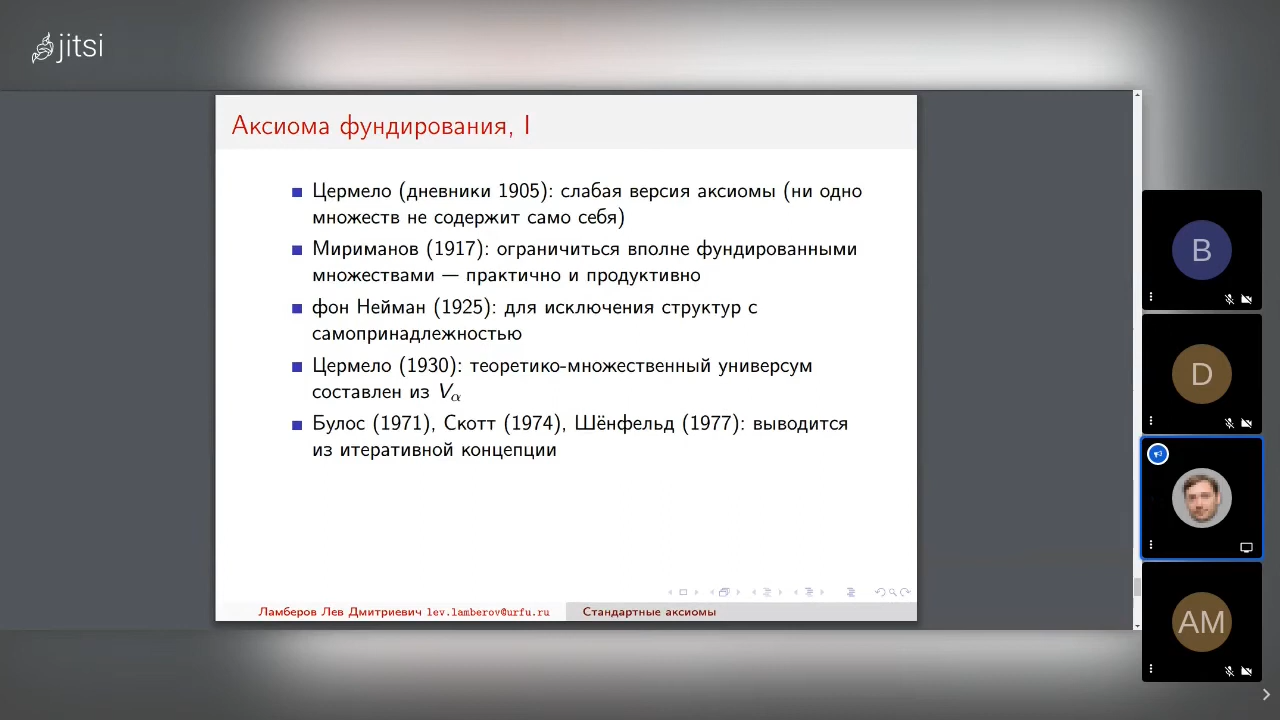 jitsi
Аксиома фундирования, I
Цермело (дневники 1905): слабая версия аксиомы (ни одно
множеств не содержит само себя)
Мириманов (1917): ограничиться вполне фундированными
множествами — практично и продуктивно
фон Нейман (1925): для исключения структур с
самопринадлежностью
Цермело (1930): теоретико-множественный универсум
составлен из Vα
Булос (1971), Скотт (1974), Шёнфельд (1977): выводится
из итеративной концепции
Ламберов Лев Дмитриевич lev.lamberov@urfu.ru
Стандартные аксиомы
B
D
AM